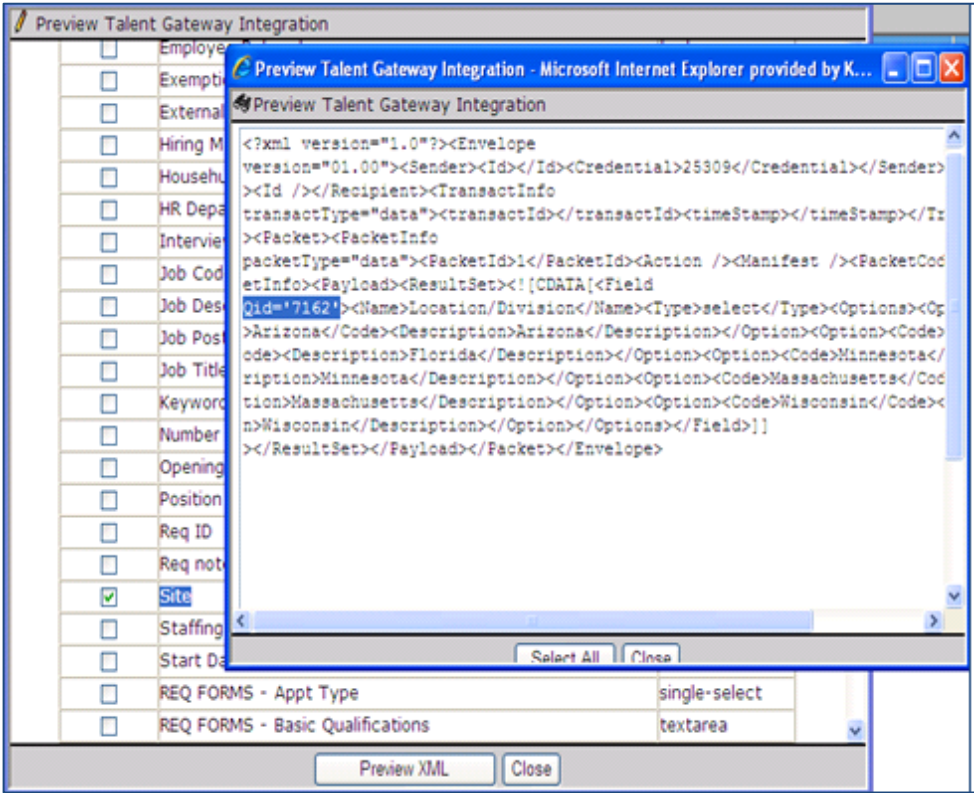 Preview Talent Gateway Integration
Employe
Exempti
External
Hiring M
Househ
HR Depa
Interview
Job Cod
Job Des
Job Post
Job Title
Keyword
Number
Opening
Position
Req ID
Req not
Site
Staffing
Start Da
REQ FORMS - Appt Type single-select
REQ FORMS - Basic Qualifications textarea
Preview XML Close
Preview Talent Gateway Integration - Microsoft Internet Explorer provided by K...
Preview Talent Gateway Integration
<?xml version="1.0"?><Envelope
version="01.00"><Sender><Id></Id><Credential>25309</Credential></Sender>
><Id /></Recipient><TransactInfo
transactType="data"><transactId></transactId><timeStamp></timeStamp></Tr
><Packet><PacketInfo
packetType="data"><PacketId>1</PacketId><Action /><Manifest /><PacketCod
etInfo><Payload><ResultSet><![CDATA[<Field
Qid='7162'><Name>Location/Division</Name><Type>select</Type><Options><Op
>Arizona</Code><Description>Arizona</Description></Option><Option><Code>
ode><Description>Florida</Description></Option><Option><Code>Minnesota</
ription>Minnesota</Description></Option><Option><Code>Massachusetts</Cod
tion>Massachusetts</Description></Option><Option><Code>Wisconsin</Code><
n>Wisconsin</Description></Option></Options></Field>]]
></ResultSet></Payload></Packet></Envelope>
Select All Close